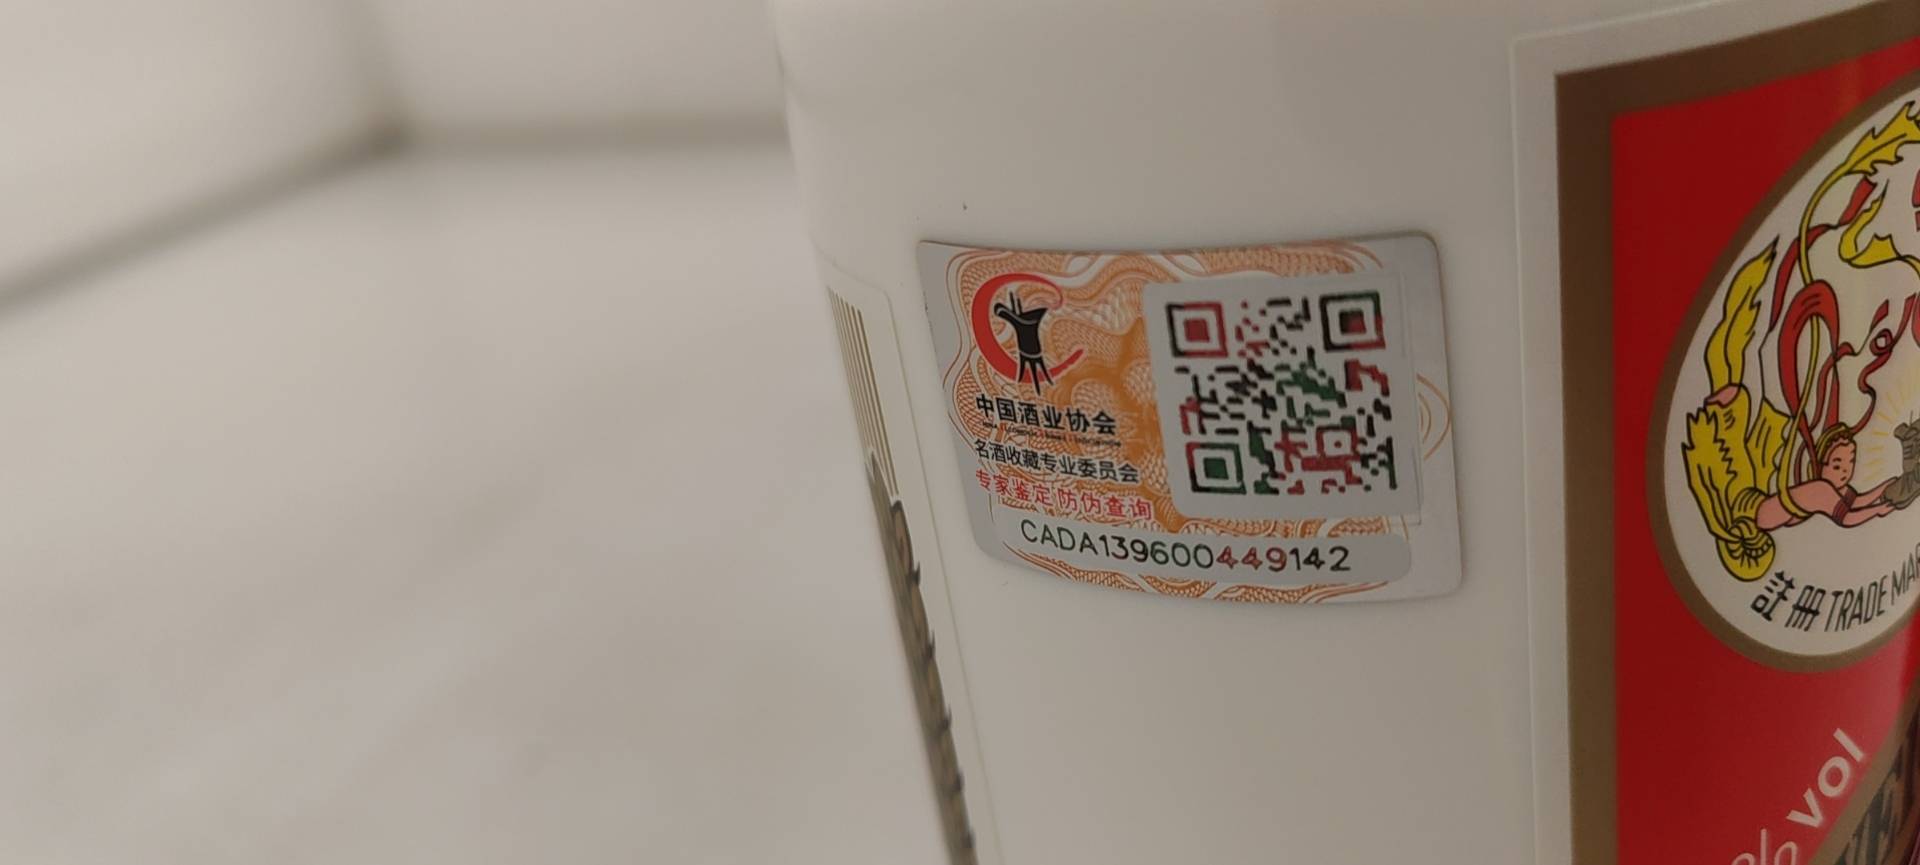 中国酒业协会
名酒收藏专业委员会
专家鉴定 防伪查询
CADA139600449142
註册 TRADE MAR
% vol